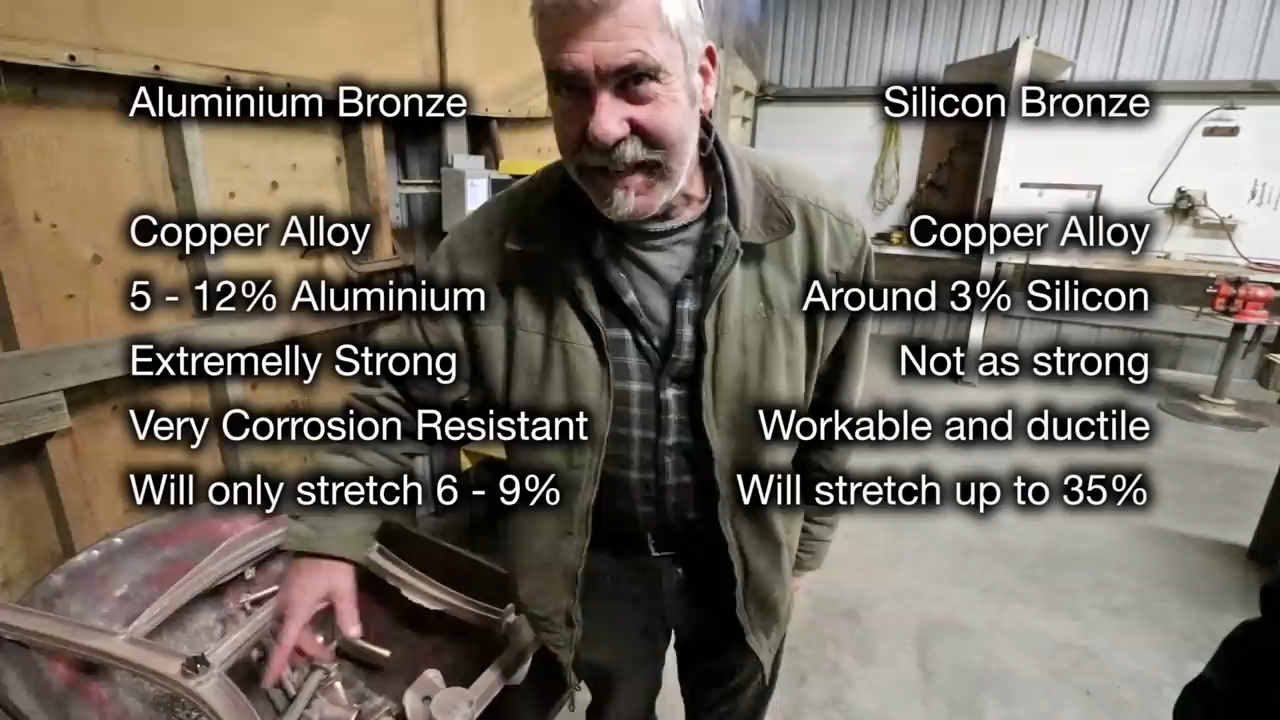 Aluminium Bronze
Silicon Bronze
Copper Alloy
Copper Alloy
5 - 12% Aluminium
Around 3% Silicon
Extremelly Strong
Not as strong
Very Corrosion Resistant
Workable and ductile
Will only stretch 6 - 9%
Will stretch up to 35%